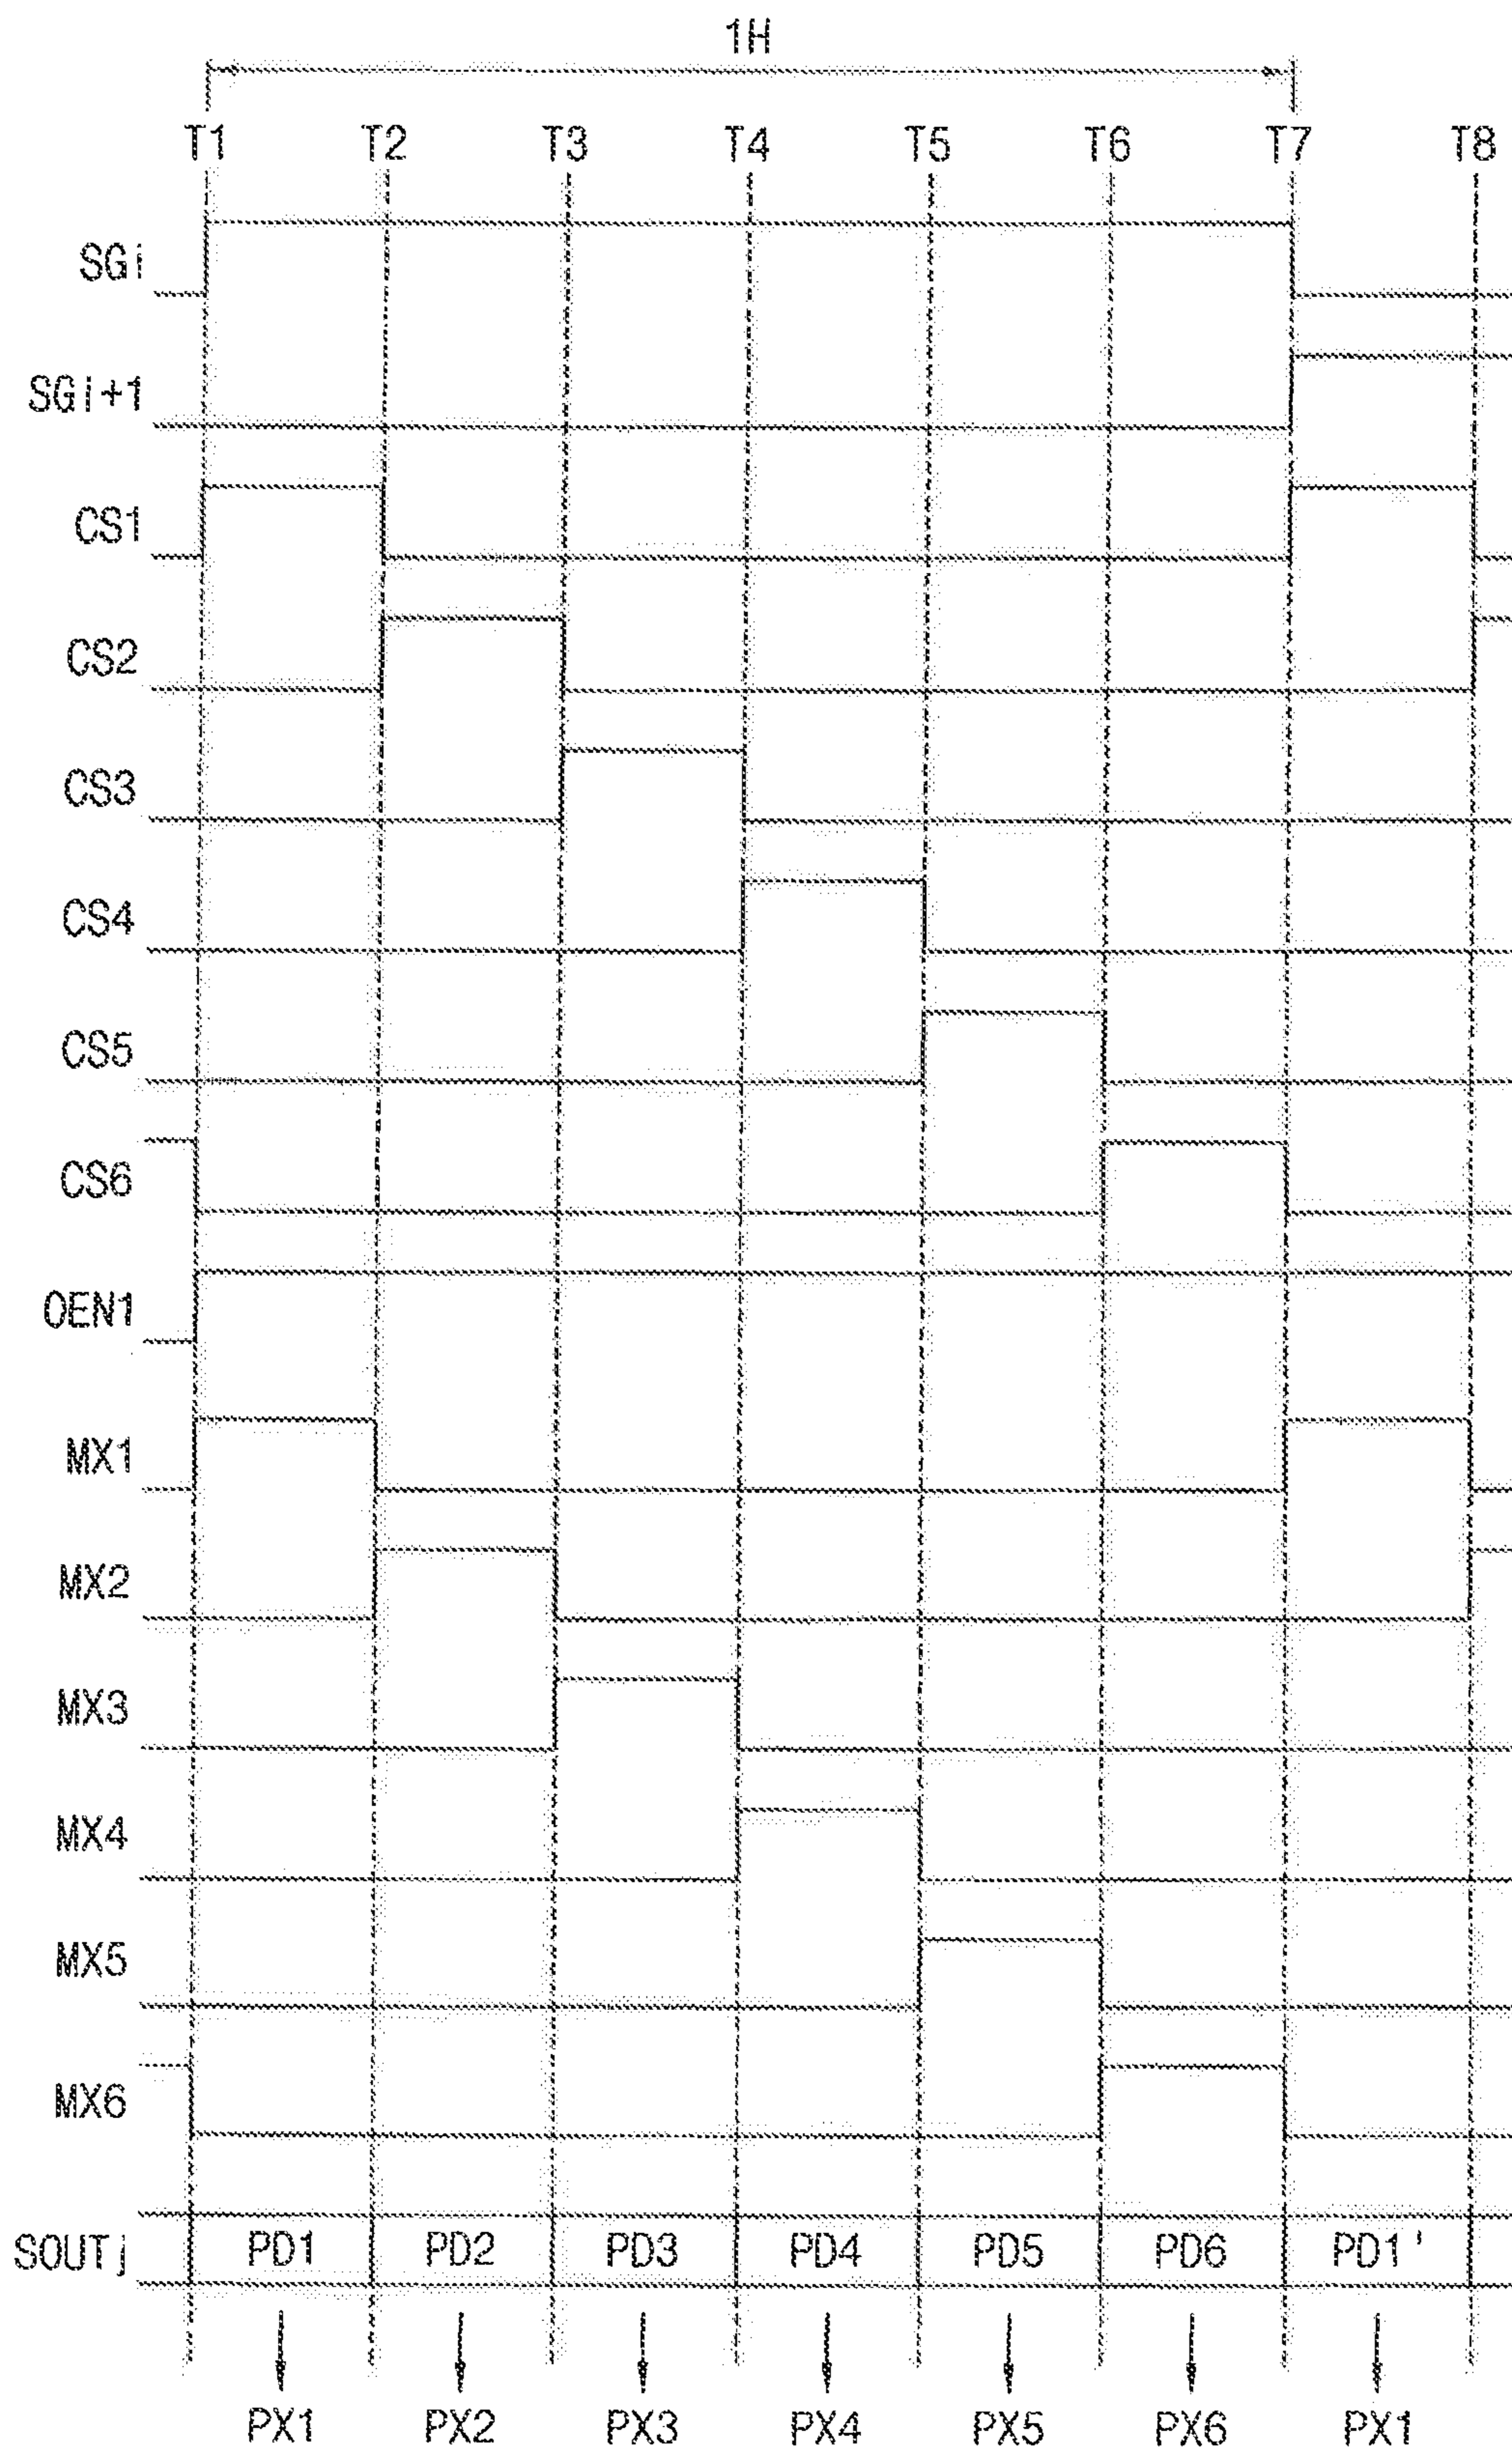 1H
T1 T2 T3 T4 T5 T6 T7 T8
SGi
SGi+1
CS1
CS2
CS3
CS4
CS5
CS6
OEN1
MX1
MX2
MX3
MX4
MX5
MX6
SOUTj PD1 PD2 PD3 PD4 PD5 PD6 PD1'
PX1 PX2 PX3 PX4 PX5 PX6 PX1